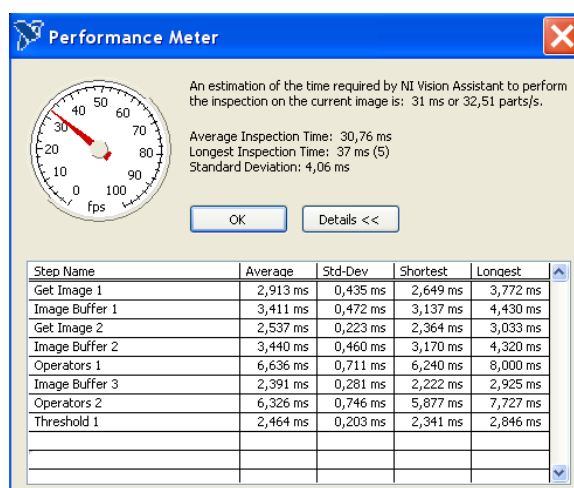 Performance Meter
An estimation of the time required by NI Vision Assistant to perform
the inspection on the current image is: 31 ms or 32,51 parts/s.
Average Inspection Time: 30,76 ms
Longest Inspection Time: 37 ms (5)
Standard Deviation: 4,06 ms
0 10 20 30 40 50 60 70 80 90 100
fps
OK Details <<
Step Name Average Std-Dev Shortest Longest
Get Image 1 2,913 ms 0,435 ms 2,649 ms 3,772 ms
Image Buffer 1 3,411 ms 0,472 ms 3,137 ms 4,430 ms
Get Image 2 2,537 ms 0,223 ms 2,364 ms 3,033 ms
Image Buffer 2 3,440 ms 0,460 ms 3,170 ms 4,320 ms
Operators 1 6,636 ms 0,711 ms 6,240 ms 8,000 ms
Image Buffer 3 2,391 ms 0,281 ms 2,222 ms 2,925 ms
Operators 2 6,326 ms 0,746 ms 5,877 ms 7,727 ms
Threshold 1 2,464 ms 0,203 ms 2,341 ms 2,846 ms